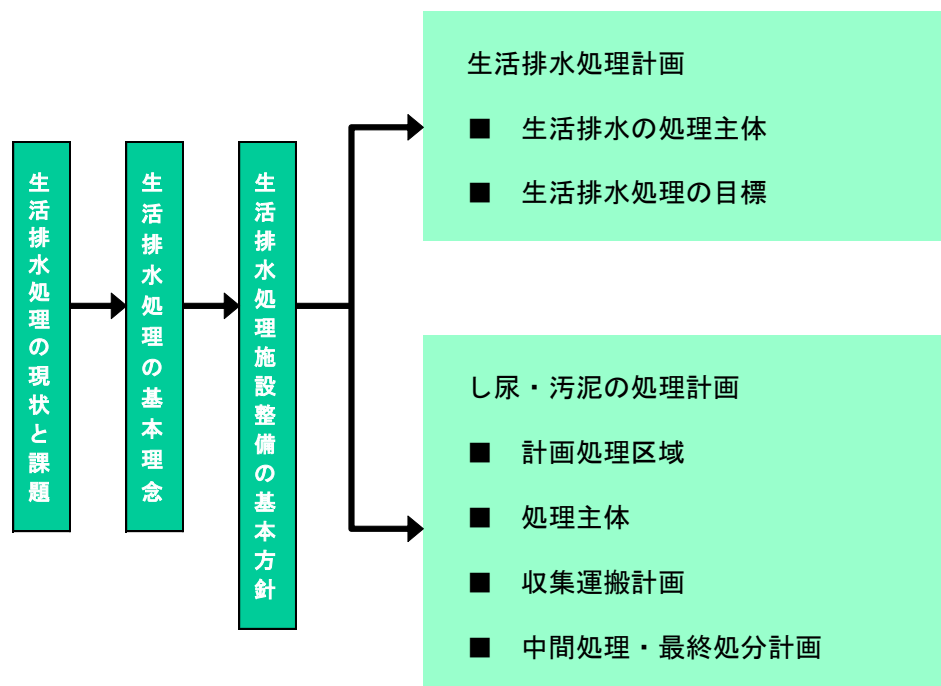 生活排水処理の現状と課題
生活排水処理の基本理念
生活排水処理施設整備の基本方針
生活排水処理計画
■ 生活排水の処理主体
■ 生活排水処理の目標
し尿・汚泥の処理計画
■ 計画処理区域
■ 処理主体
■ 収集運搬計画
■ 中間処理・最終処分計画